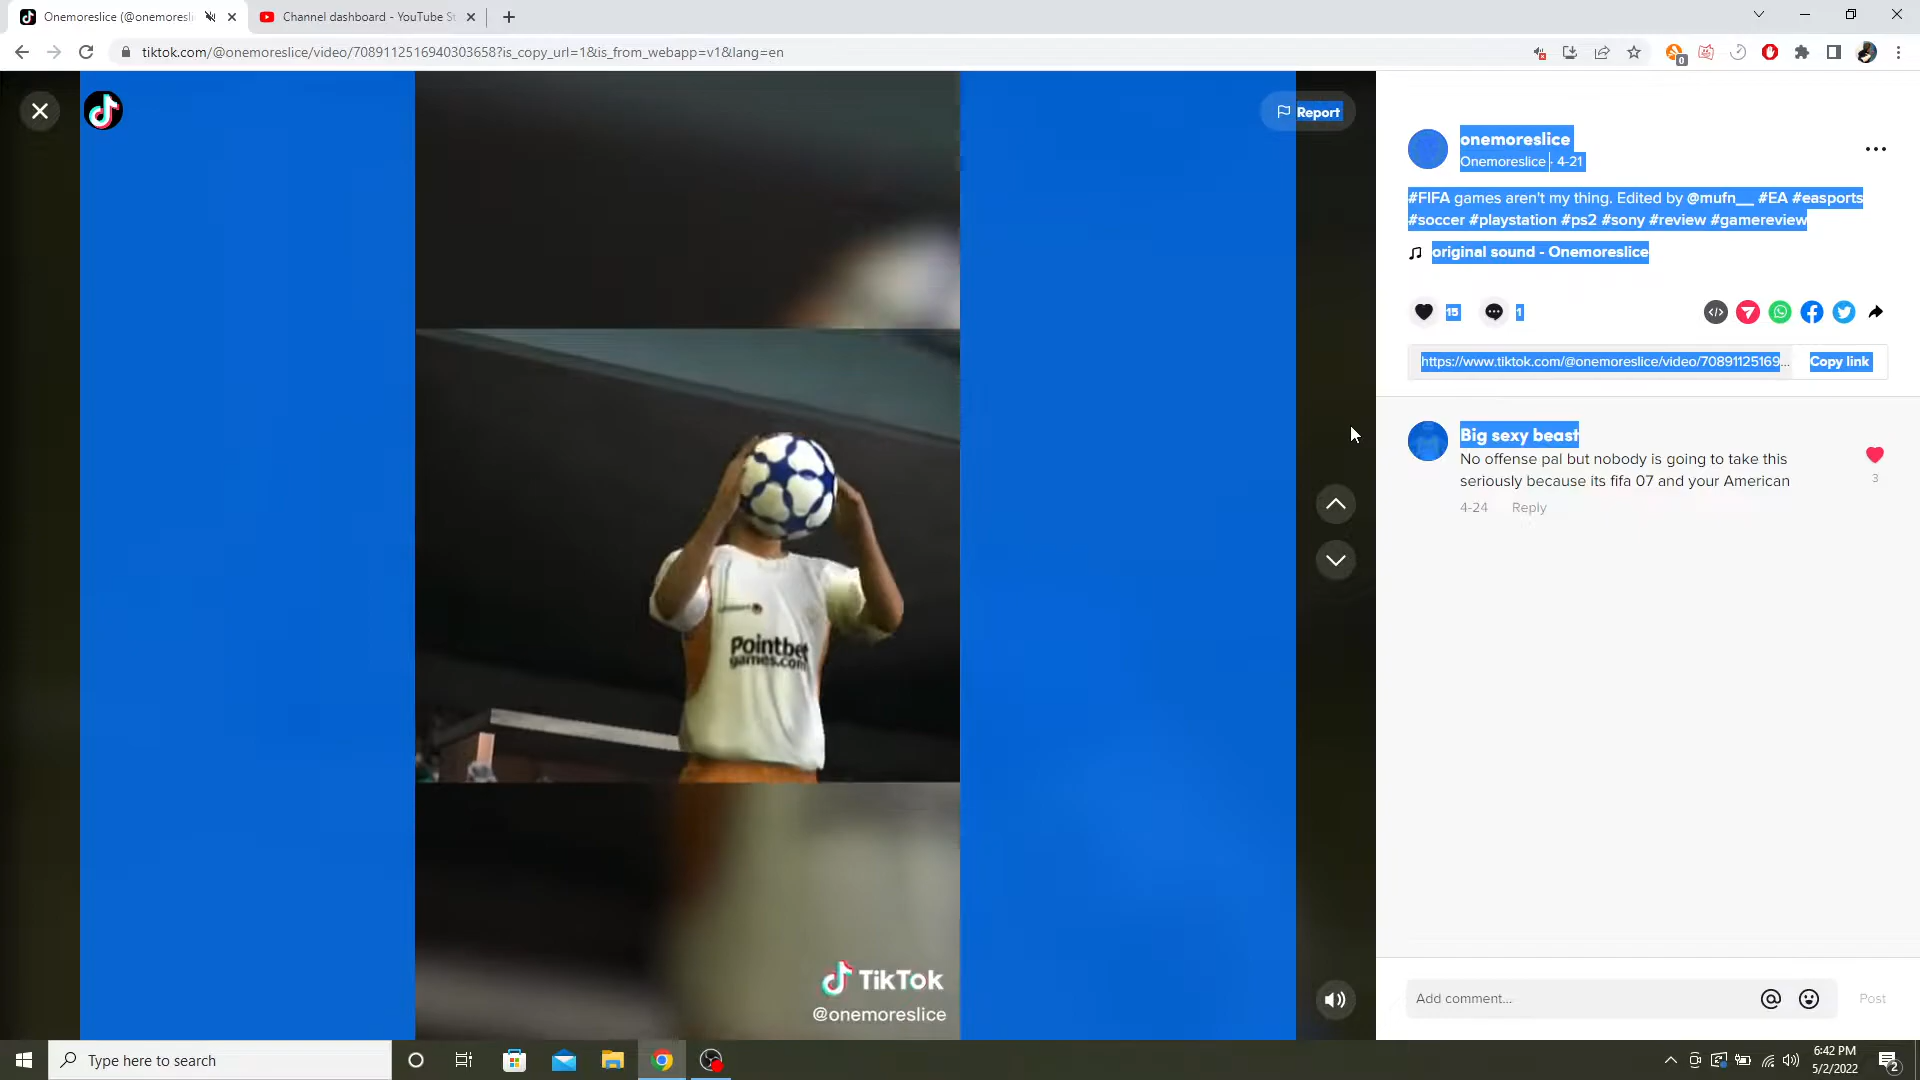 Onemoreslice (@onemoresli
Channel dashboard - YouTube St
tiktok.com/@onemoreslice/video/7089112516940303658?is_copy_url=1&is_from_webapp=v1&lang=en
0
Report
onemoreslice
Onemoreslice · 4-21
#FIFA games aren't my thing. Edited by @mufn__ #EA #easports
#soccer #playstation #ps2 #sony #review #gamereview
original sound - Onemoreslice
15
1
https://www.tiktok.com/@onemoreslice/video/70891125169...
Copy link
Big sexy beast
No offense pal but nobody is going to take this
seriously because its fifa 07 and your American
3
4-24
Reply
Pointbet
games.com
TikTok
@onemoreslice
Add comment...
Post
Type here to search
6:42 PM
5/2/2022
2